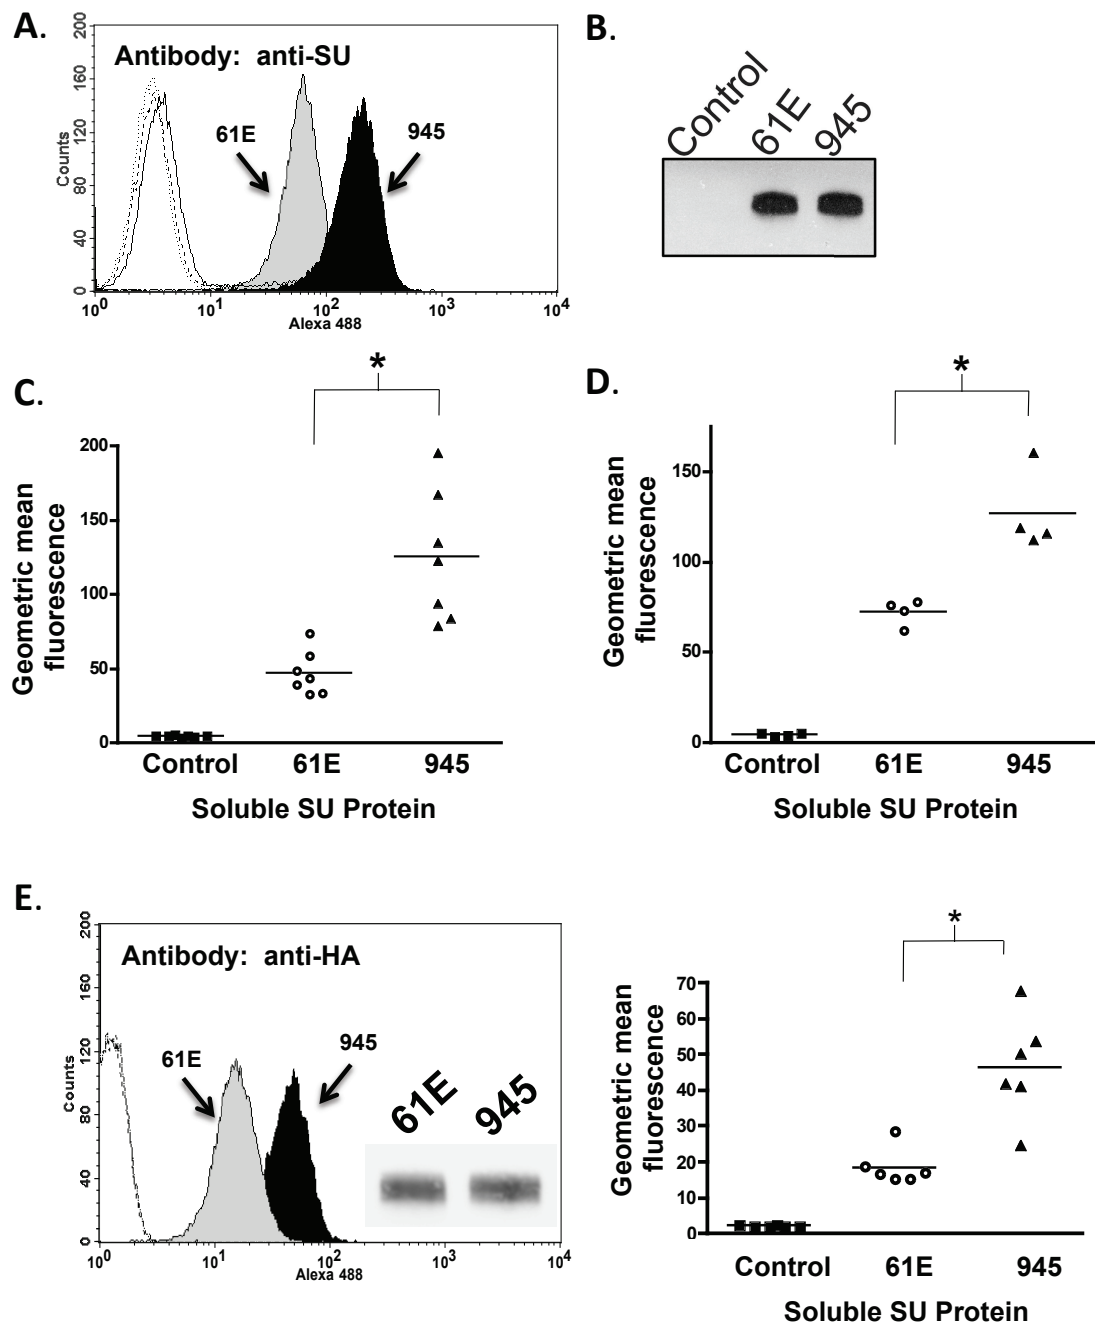 A.
Antibody: anti-SU
200
160
120
80
40
0
Counts
61E
945
10^0 10^1 10^2 10^3 10^4
Alexa 488
B.
Control 61E 945
C.
*
Geometric mean
fluorescence
200
150
100
50
0
Control 61E 945
Soluble SU Protein
D.
*
Geometric mean
fluorescence
150
100
50
0
Control 61E 945
Soluble SU Protein
E.
Antibody: anti-HA
200
160
120
80
40
0
Counts
61E
945
61E 945
10^0 10^1 10^2 10^3 10^4
Alexa 488
*
Geometric mean
fluorescence
70
60
50
40
30
20
10
0
Control 61E 945
Soluble SU Protein